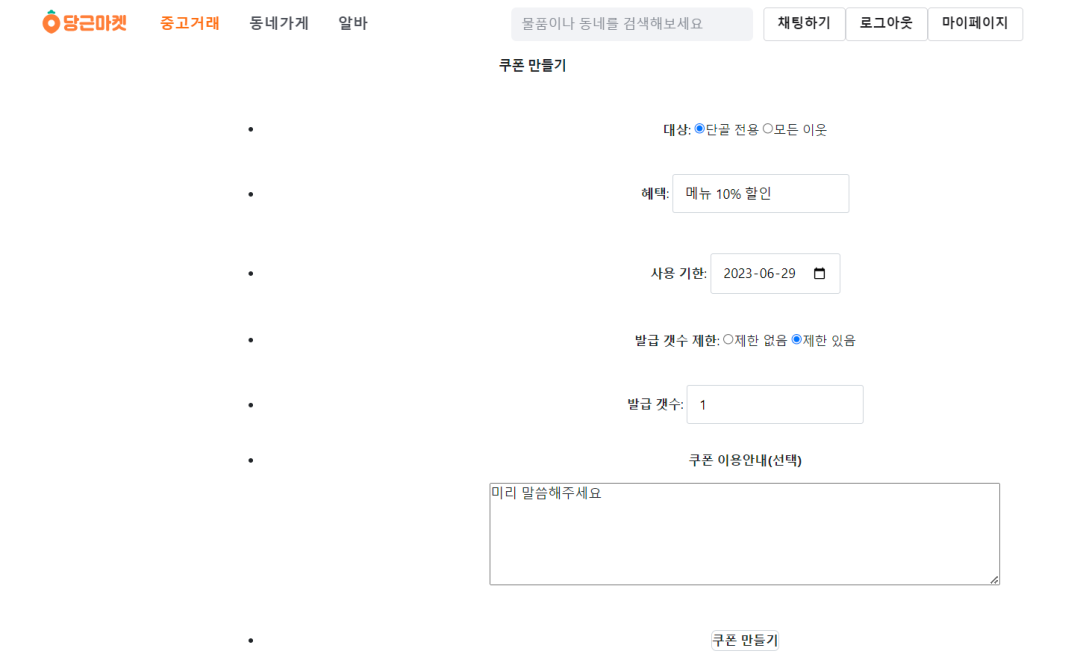 당근마켓 중고거래 동네가게 알바 물품이나 동네를 검색해보세요 채팅하기 로그아웃 마이페이지
쿠폰 만들기
대상: 단골 전용 모든 이웃
혜택: 메뉴 10% 할인
사용 기한: 2023-06-29
발급 갯수 제한: 제한 없음 제한 있음
발급 갯수: 1
쿠폰 이용안내(선택)
미리 말씀해주세요
쿠폰 만들기